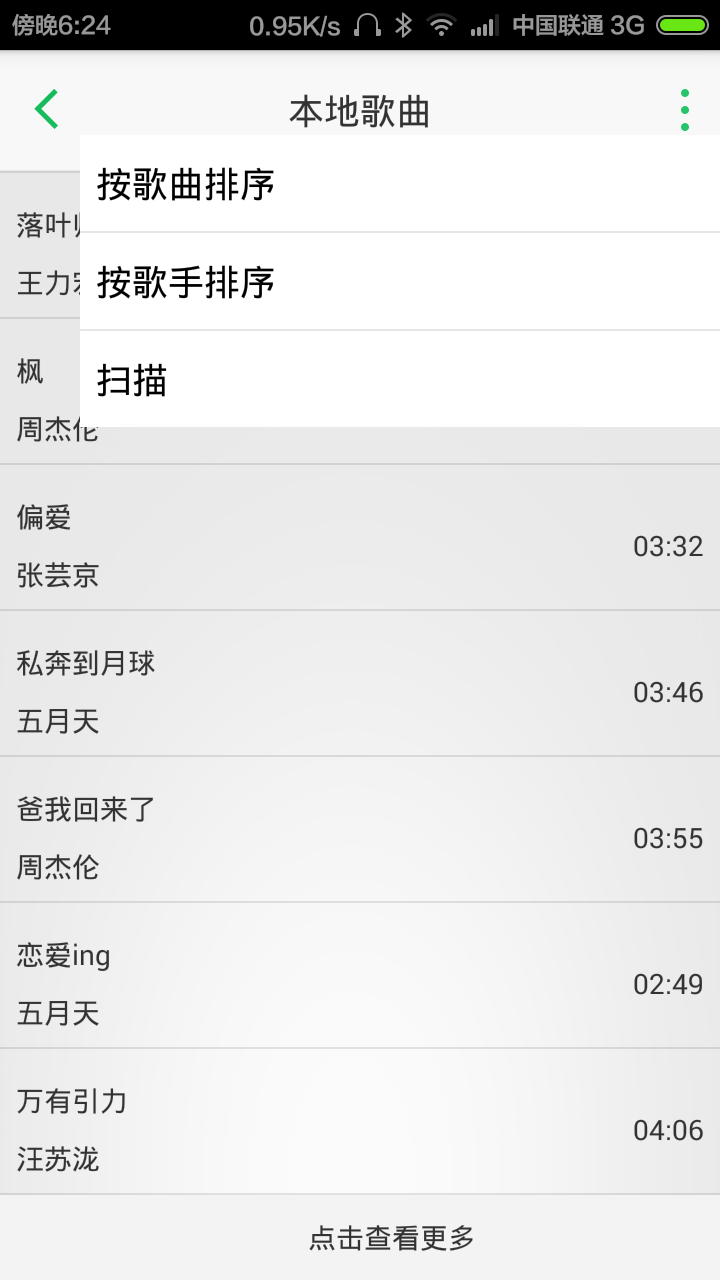 傍晚6:24 0.95K/s 中国联通 3G
本地歌曲
按歌曲排序
按歌手排序
扫描
落叶
王力
枫
周杰伦
偏爱
03:32
张芸京
私奔到月球
03:46
五月天
爸我回来了
03:55
周杰伦
恋爱ing
02:49
五月天
万有引力
04:06
汪苏泷
点击查看更多